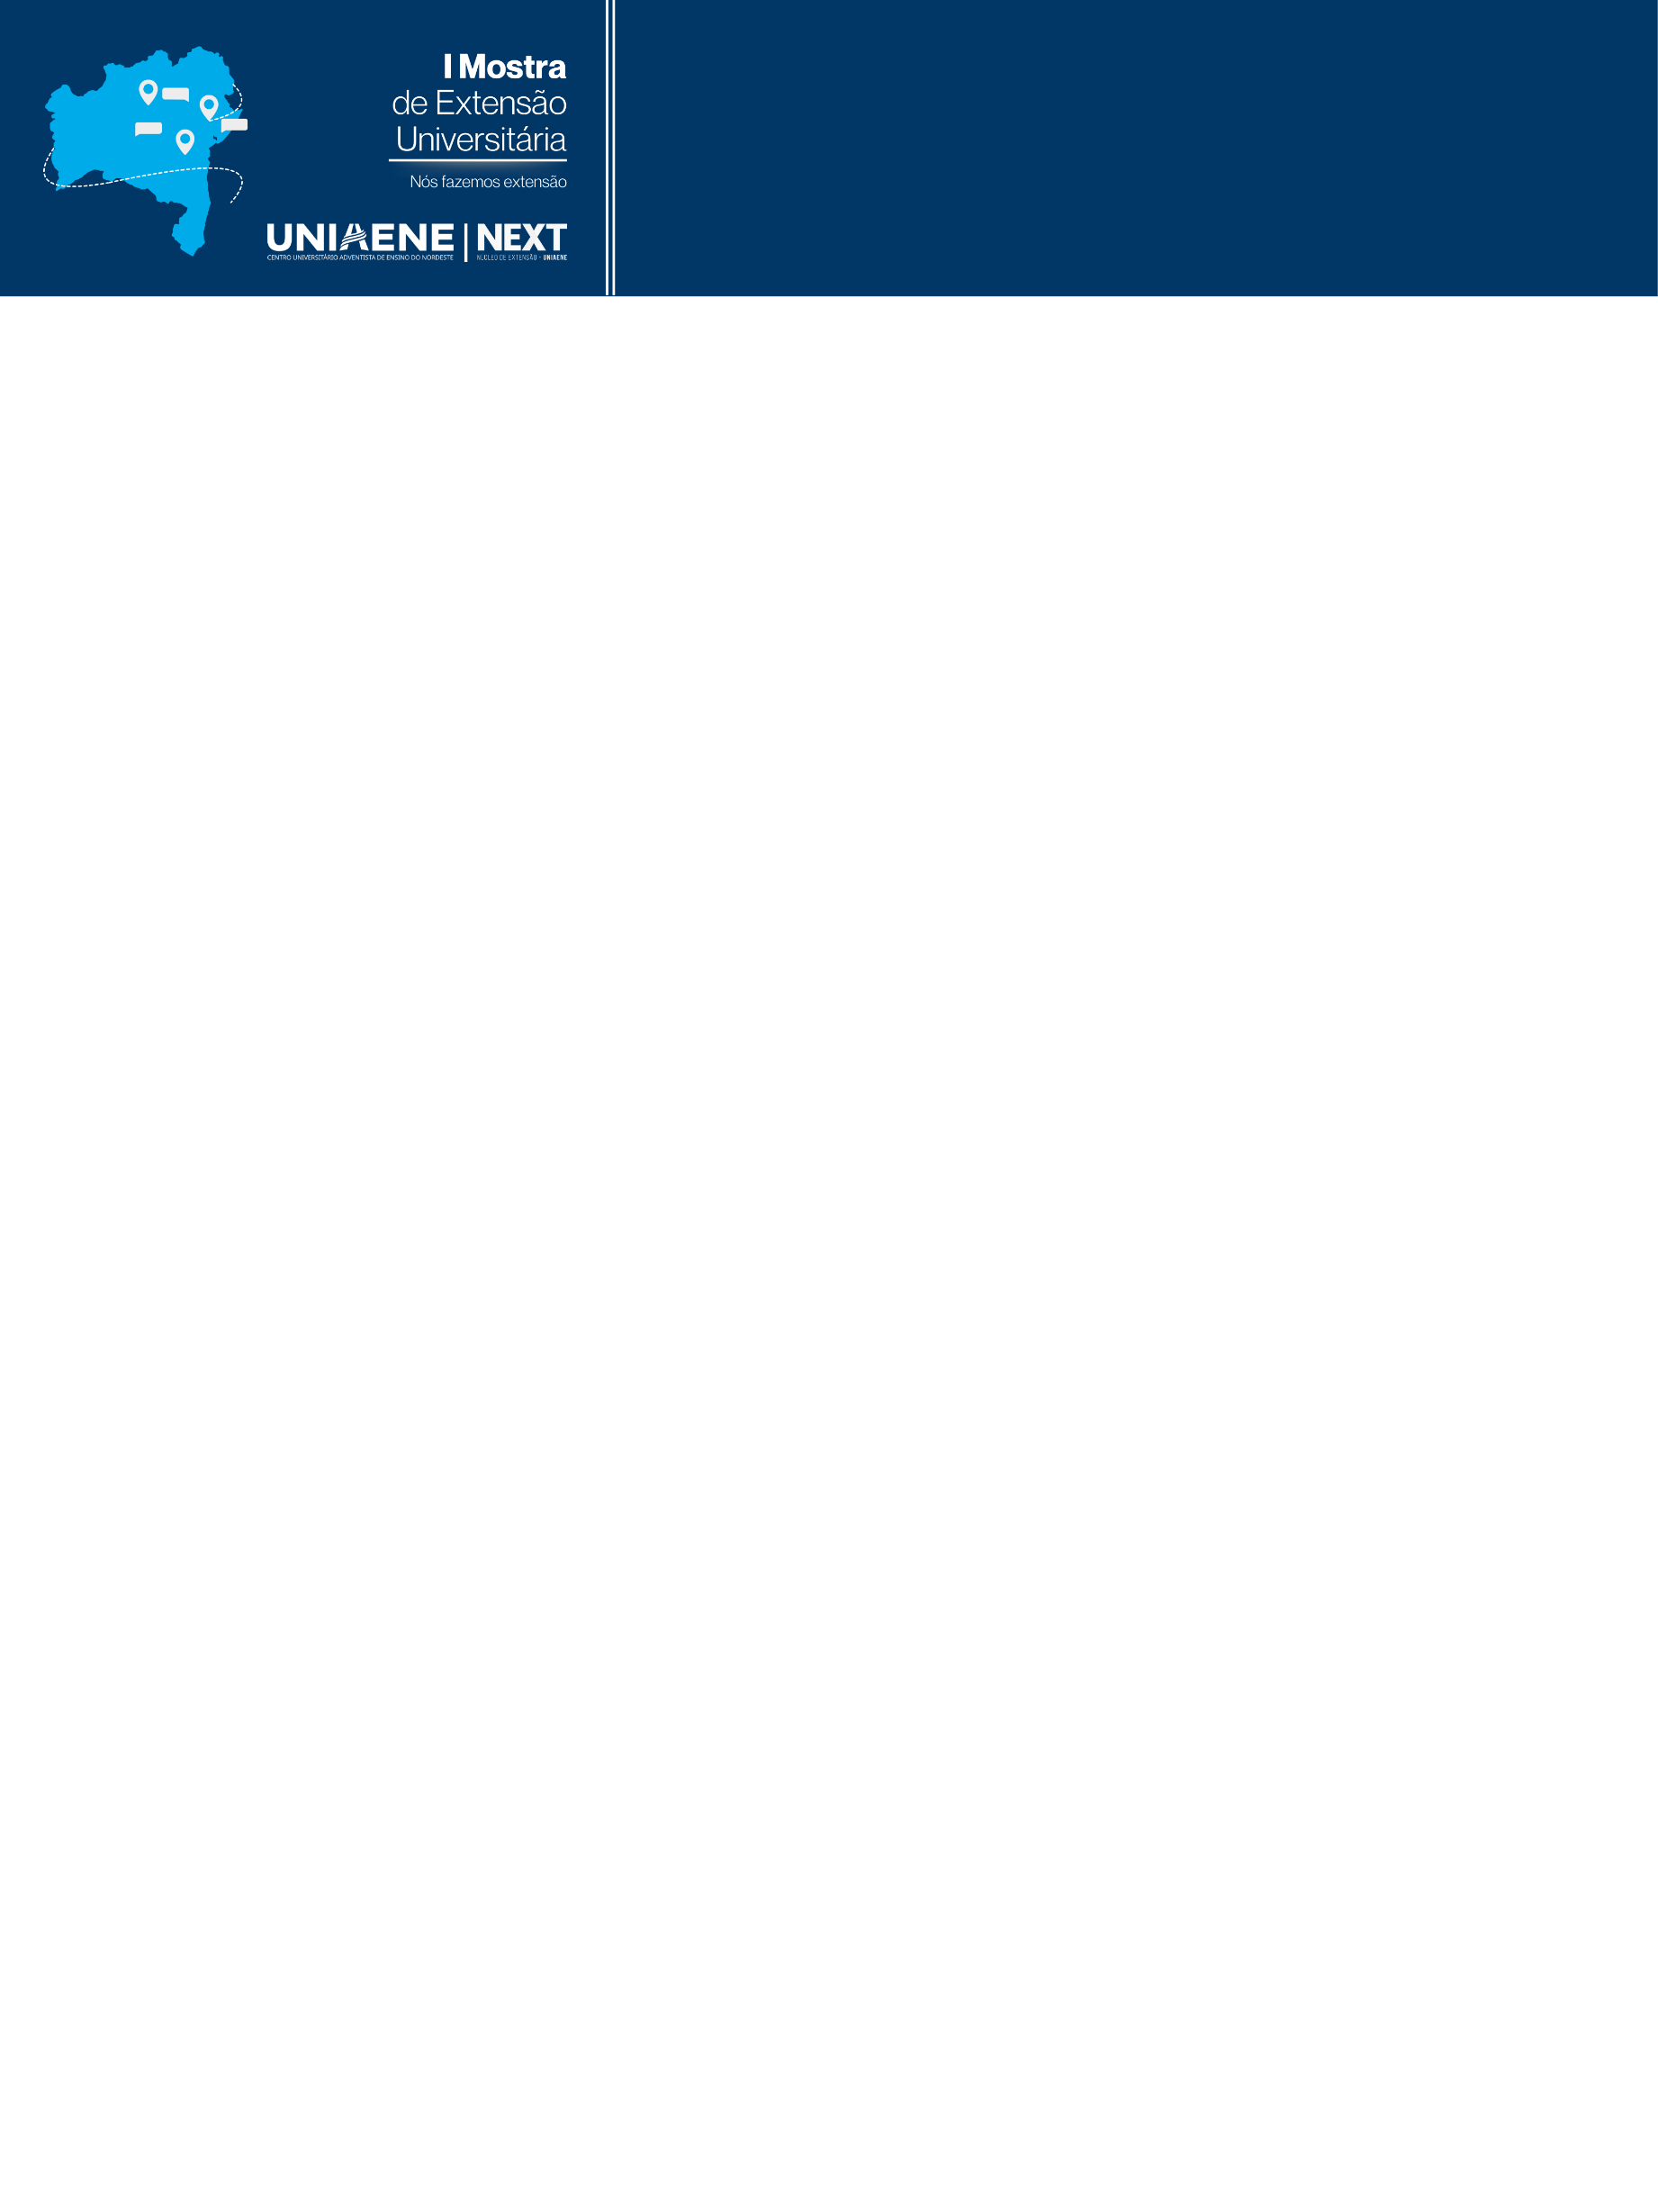 I Mostra
de Extensão
Universitária
Nós fazemos extensão
UNIAENE | NEXT
CENTRO UNIVERSITÁRIO ADVENTISTA DE ENSINO DO NORDESTE
NÚCLEO DE EXTENSÃO - UNIAENE